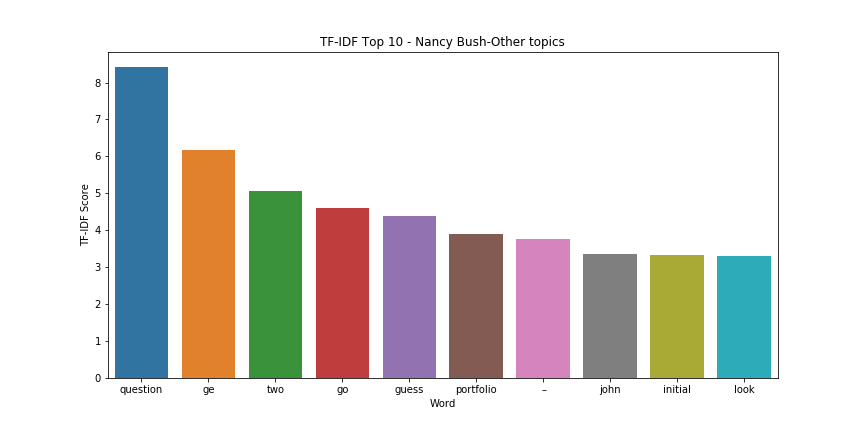 TF-IDF Top 10 - Nancy Bush-Other topics
TF-IDF Score
8
7
6
5
4
3
2
1
0
question ge two go guess portfolio – john initial look
Word